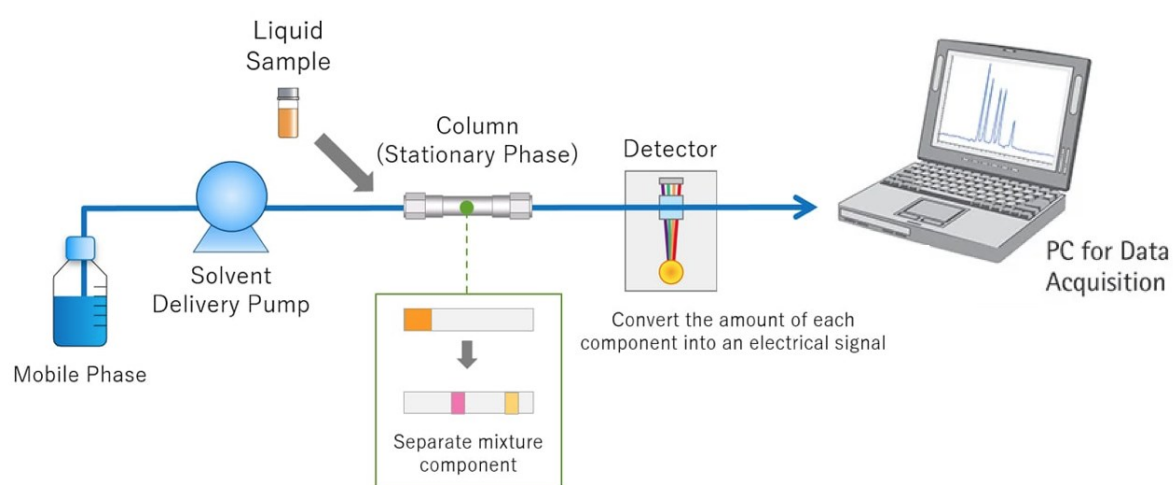 Liquid
Sample
Column
(Stationary Phase)
Detector
Solvent
Delivery Pump
Mobile Phase
PC for Data
Acquisition
Convert the amount of each
component into an electrical signal
Separate mixture
component